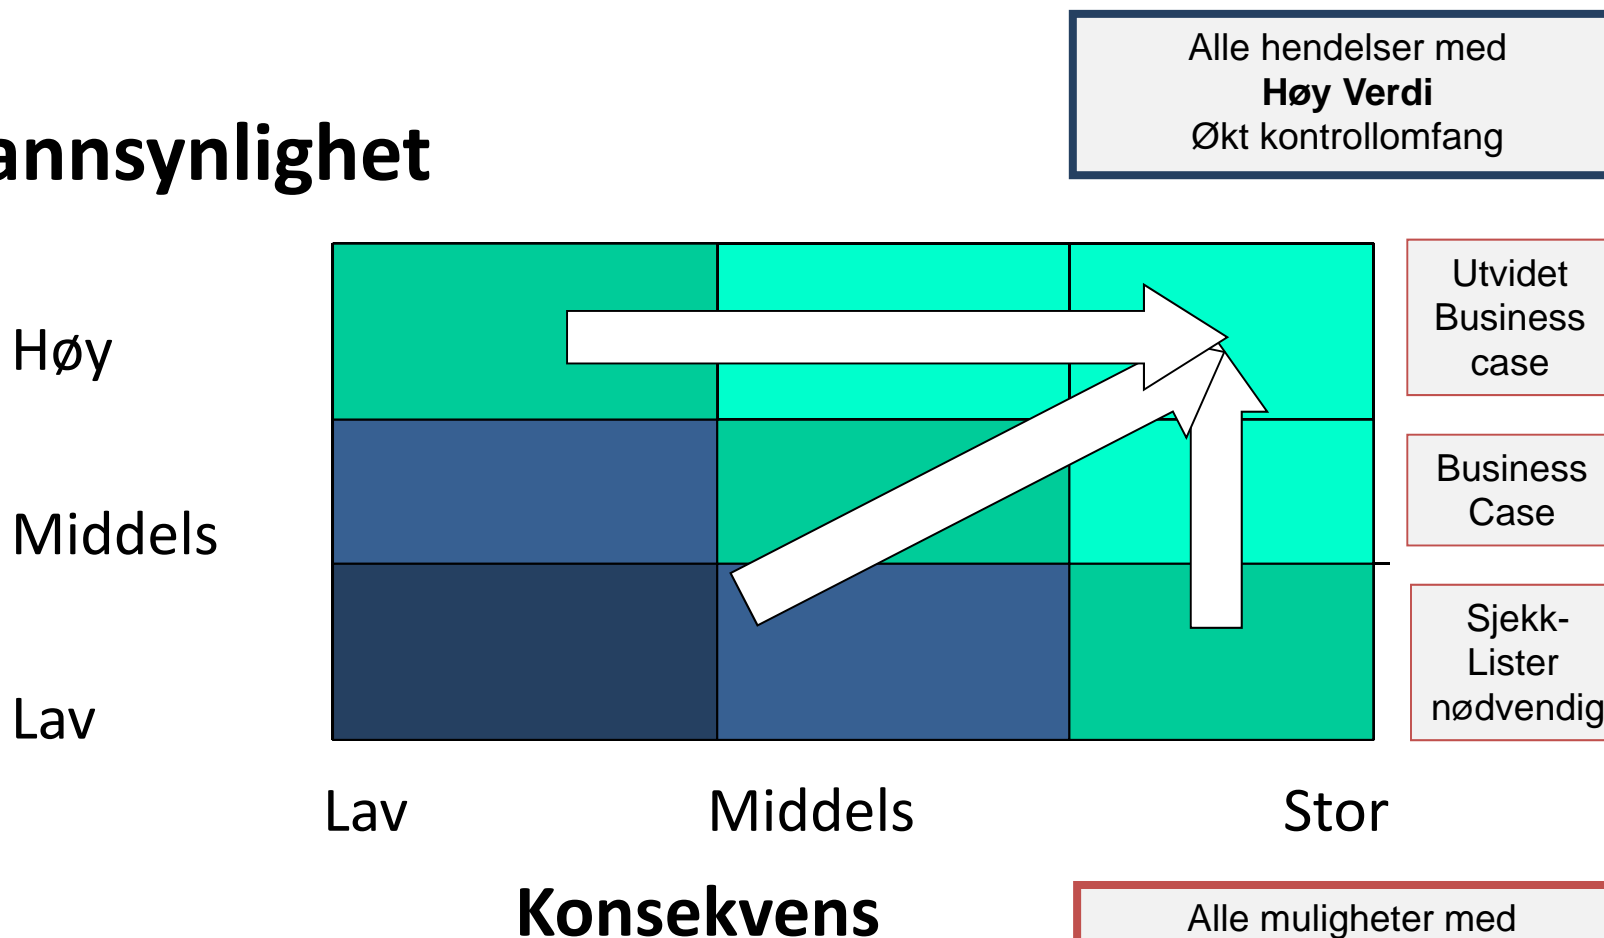 Alle hendelser med
Høy Verdi
Økt kontrollomfang
annsynlighet
Høy
Middels
Lav
Utvidet
Business
case
Business
Case
Sjekk-
Lister
nødvendig
Lav Middels Stor
Konsekvens
Alle muligheter med